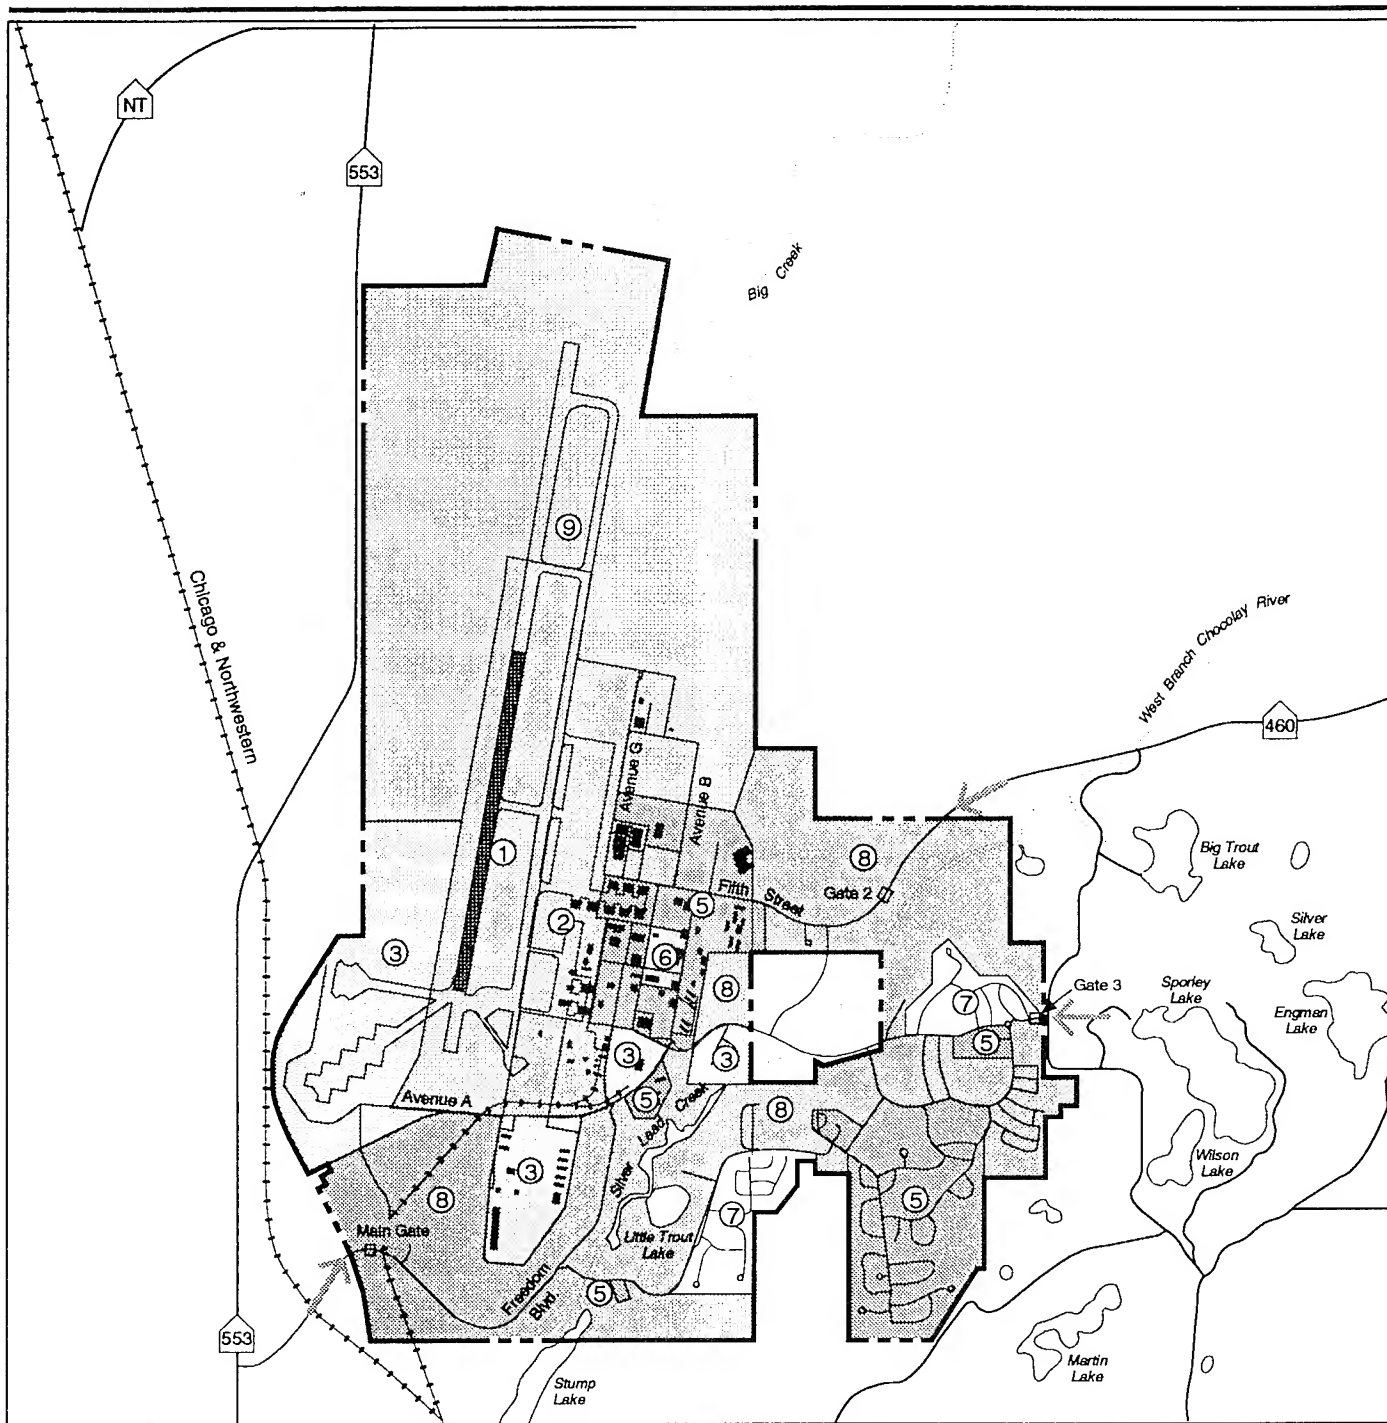 NT
553
Big Creek
9
Chicago & Northwestern
West Branch Chocolay River
460
Avenue G
Avenue B
1
8
Big Trout
Lake
Gate 2
Fifth
Street
5
2
Silver
Lake
3
6
8
7
Gate 3
Sporley
Lake
Engman
Lake
5
3
3
Avenue A
5
8
Silver Lead Creek
3
Wilson
Lake
8
5
7
Main Gate
Little Trout
Lake
Freedom
Blvd.
5
553
Stump
Lake
Martin
Lake